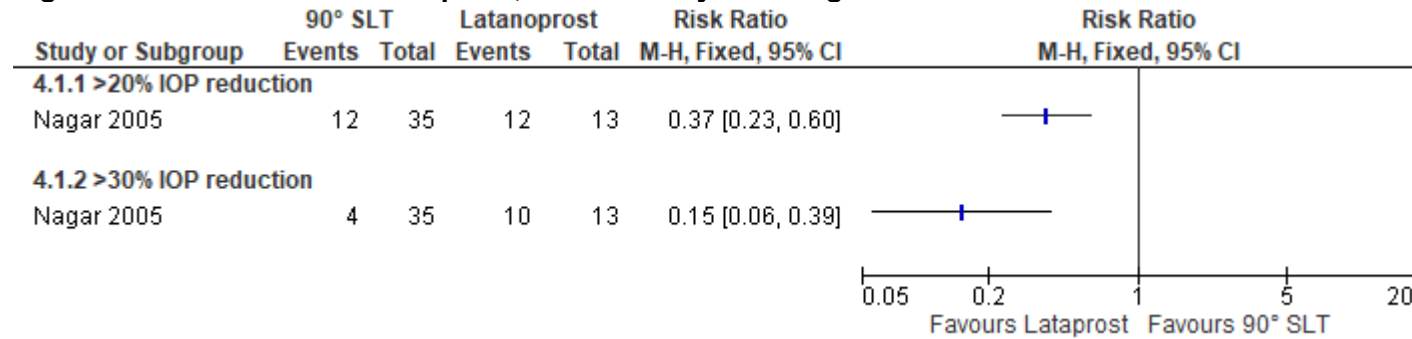 90° SLT Latanoprost Risk Ratio Risk Ratio
Study or Subgroup Events Total Events Total M-H, Fixed, 95% CI M-H, Fixed, 95% CI
4.1.1 >20% IOP reduction
Nagar 2005 12 35 12 13 0.37 [0.23, 0.60]
4.1.2 >30% IOP reduction
Nagar 2005 4 35 10 13 0.15 [0.06, 0.39]
0.05 0.2 1 5 20
Favours Lataprost Favours 90° SLT